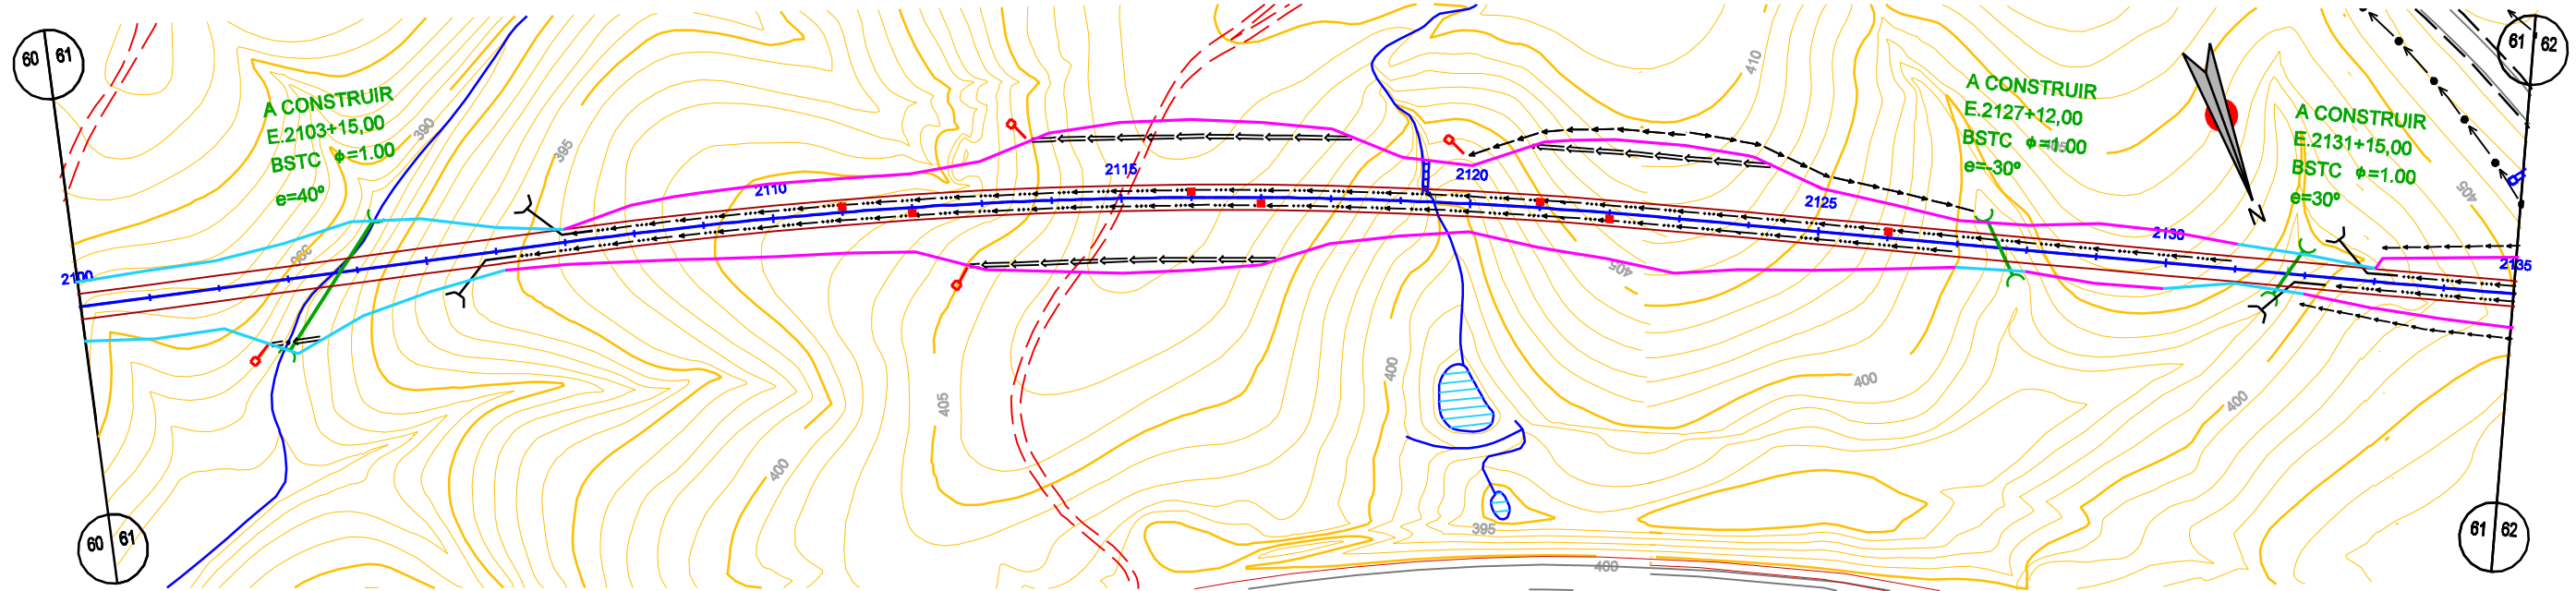 60 61
61 62
A CONSTRUIR
E.2103+15,00
BSTC ϕ=1.00
e=40º
390
395
410
A CONSTRUIR
E.2127+12,00
BSTC ϕ=1.00
e=-30º
A CONSTRUIR
E.2131+15,00
BSTC ϕ=1.00
e=30º
405
N
2100
2110
2115
2120
2125
2130
2135
390
405
405
400
400
400
400
395
400
60 61
61 62